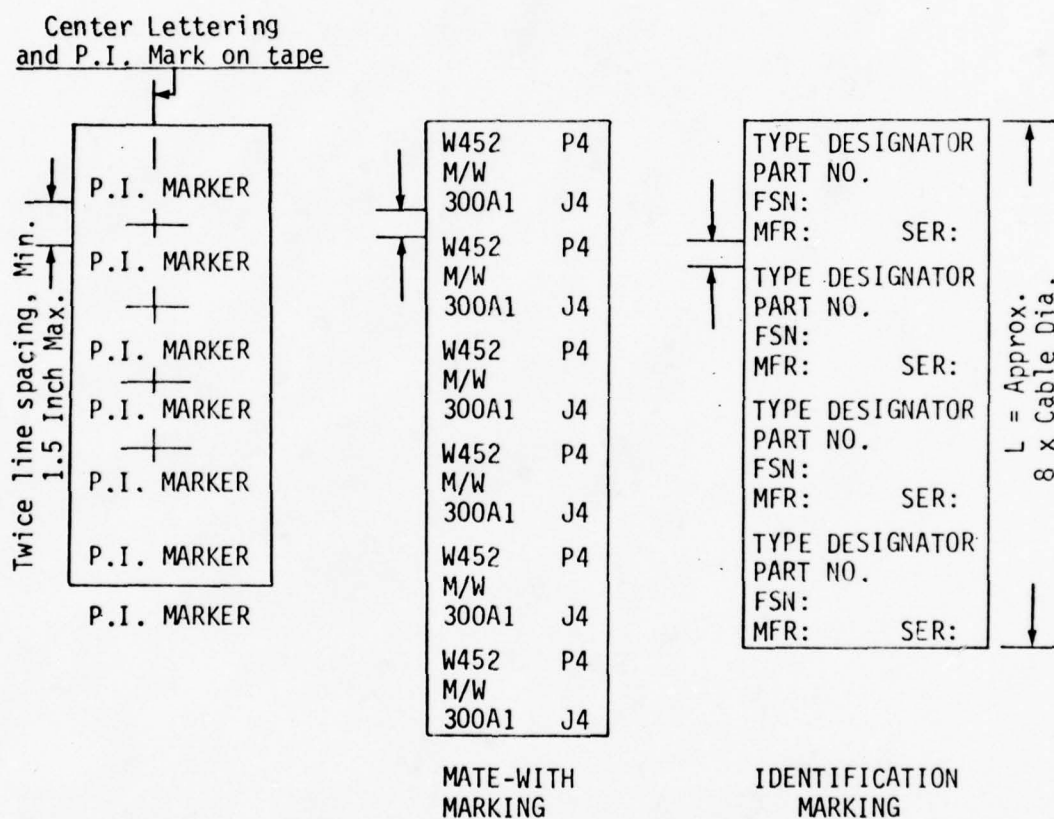 Center Lettering
and P.I. Mark on tape
Twice line spacing, Min.
1.5 Inch Max.
P.I. MARKER
P.I. MARKER
P.I. MARKER
P.I. MARKER
P.I. MARKER
P.I. MARKER
P.I. MARKER
W452 P4
M/W
300A1 J4
W452 P4
M/W
300A1 J4
W452 P4
M/W
300A1 J4
W452 P4
M/W
300A1 J4
W452 P4
M/W
300A1 J4
W452 P4
M/W
300A1 J4
MATE-WITH
MARKING
TYPE DESIGNATOR
PART NO.
FSN:
MFR: SER:
TYPE DESIGNATOR
PART NO.
FSN:
MFR: SER:
TYPE DESIGNATOR
PART NO.
FSN:
MFR: SER:
TYPE DESIGNATOR
PART NO.
FSN:
MFR: SER:
L = Approx.
8 x Cable Dia.
IDENTIFICATION
MARKING